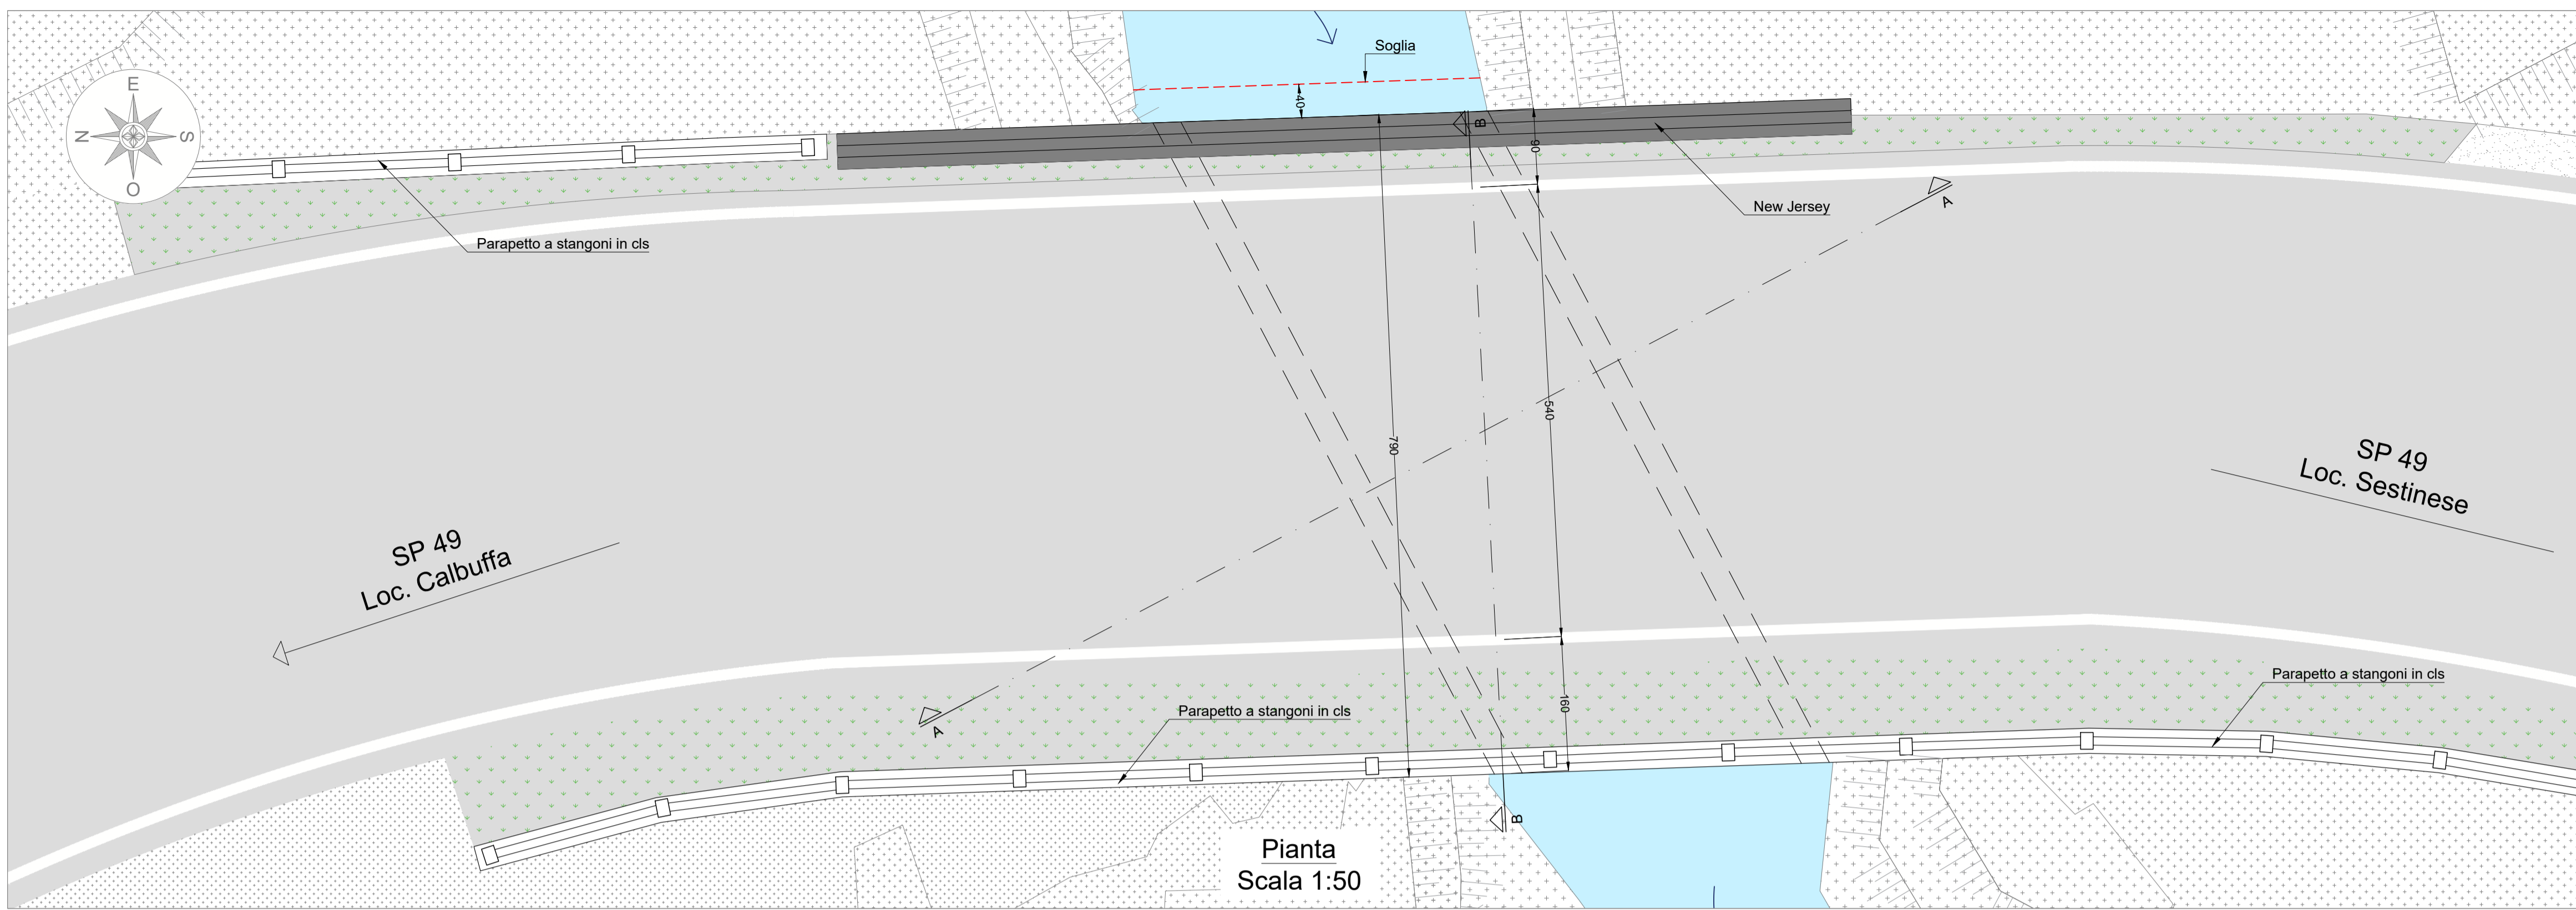 Soglia
E
N
S
O
40
B
90
A
New Jersey
Parapetto a stangoni in cls
540
790
SP 49
Loc. Sestinese
SP 49
Loc. Calbuffa
Parapetto a stangoni in cls
160
Parapetto a stangoni in cls
A
B
Pianta
Scala 1:50